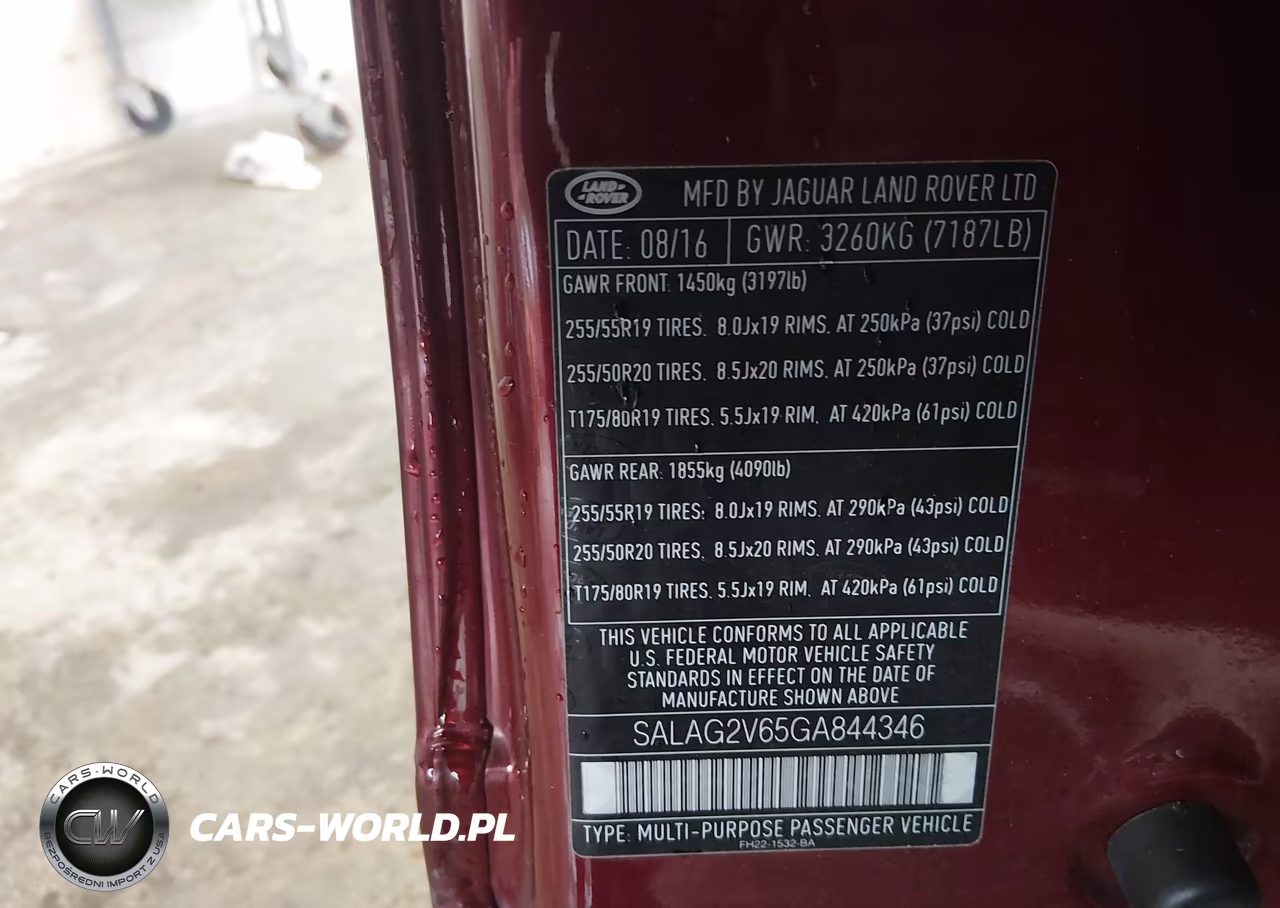 LAND ROVER
MFD BY JAGUAR LAND ROVER LTD
DATE: 08/16 GWR: 3260KG (7187LB)
GAWR FRONT: 1450kg (3197lb)
255/55R19 TIRES. 8.0Jx19 RIMS. AT 250kPa (37psi) COLD
255/50R20 TIRES. 8.5Jx20 RIMS. AT 250kPa (37psi) COLD
T175/80R19 TIRES. 5.5Jx19 RIM. AT 420kPa (61psi) COLD
GAWR REAR: 1855kg (4090lb)
255/55R19 TIRES: 8.0Jx19 RIMS. AT 290kPa (43psi) COLD
255/50R20 TIRES. 8.5Jx20 RIMS. AT 290kPa (43psi) COLD
T175/80R19 TIRES. 5.5Jx19 RIM. AT 420kPa (61psi) COLD
THIS VEHICLE CONFORMS TO ALL APPLICABLE
U.S. FEDERAL MOTOR VEHICLE SAFETY
STANDARDS IN EFFECT ON THE DATE OF
MANUFACTURE SHOWN ABOVE
SALAG2V65GA844346
TYPE: MULTI-PURPOSE PASSENGER VEHICLE
FH22-1532-BA
CARS-WORLD
CW
BEZPOŚREDNI IMPORT Z USA
CARS-WORLD.PL